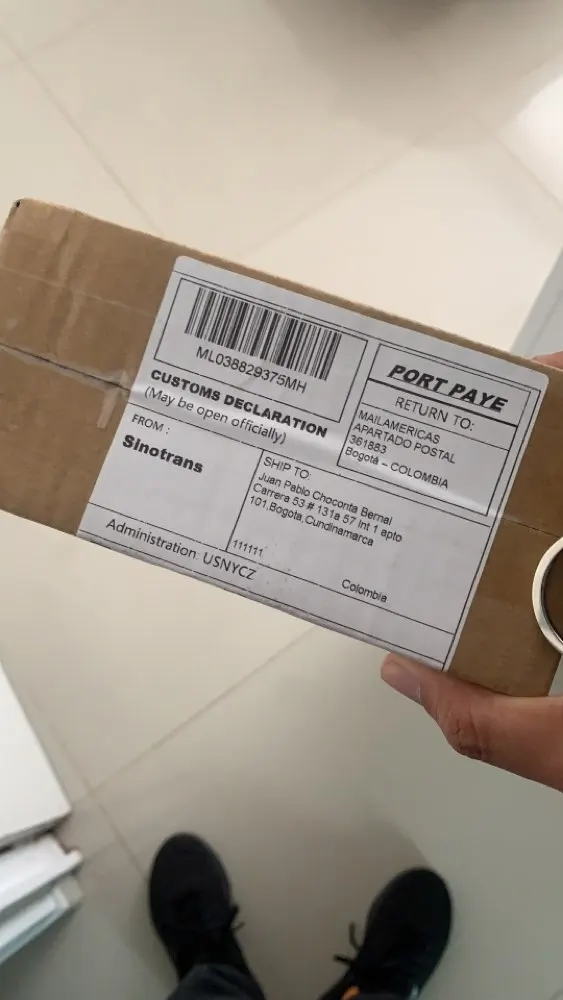 ML038829375MH
CUSTOMS DECLARATION
(May be open officially)
PORT PAYE
RETURN TO:
MAILAMERICAS
APARTADO POSTAL
361883
Bogotá – COLOMBIA
FROM :
Sinotrans
SHIP TO:
Juan Pablo Choconta Bernal
Carrera 53 # 131a 57 Int 1 apto
101,Bogota,Cundinamarca
111111
Colombia
Administration: USNYCZ